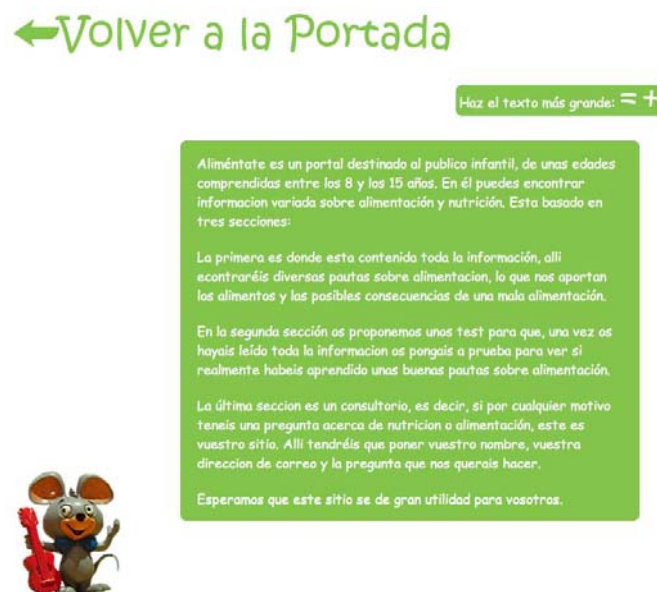 Volver a la Portada
Haz el texto más grande: = +
Aliméntate es un portal destinado al publico infantil, de unas edades
comprendidas entre los 8 y los 15 años. En él puedes encontrar
informacion variada sobre alimentación y nutrición. Esta basado en
tres secciones:
La primera es donde esta contenida toda la información, alli
econtraréis diversas pautas sobre alimentacion, lo que nos aportan
los alimentos y las posibles consecuencias de una mala alimentación.
En la segunda sección os proponemos unos test para que, una vez os
hayais leído toda la informacion os pongais a prueba para ver si
realmente habeis aprendido unas buenas pautas sobre alimentación.
La última seccion es un consultorio, es decir, si por cualquier motivo
teneis una pregunta acerca de nutricion o alimentación, este es
vuestro sitio. Alli tendréis que poner vuestro nombre, vuestra
direccion de correo y la pregunta que nos querais hacer.
Esperamos que este sitio se de gran utilidad para vosotros.